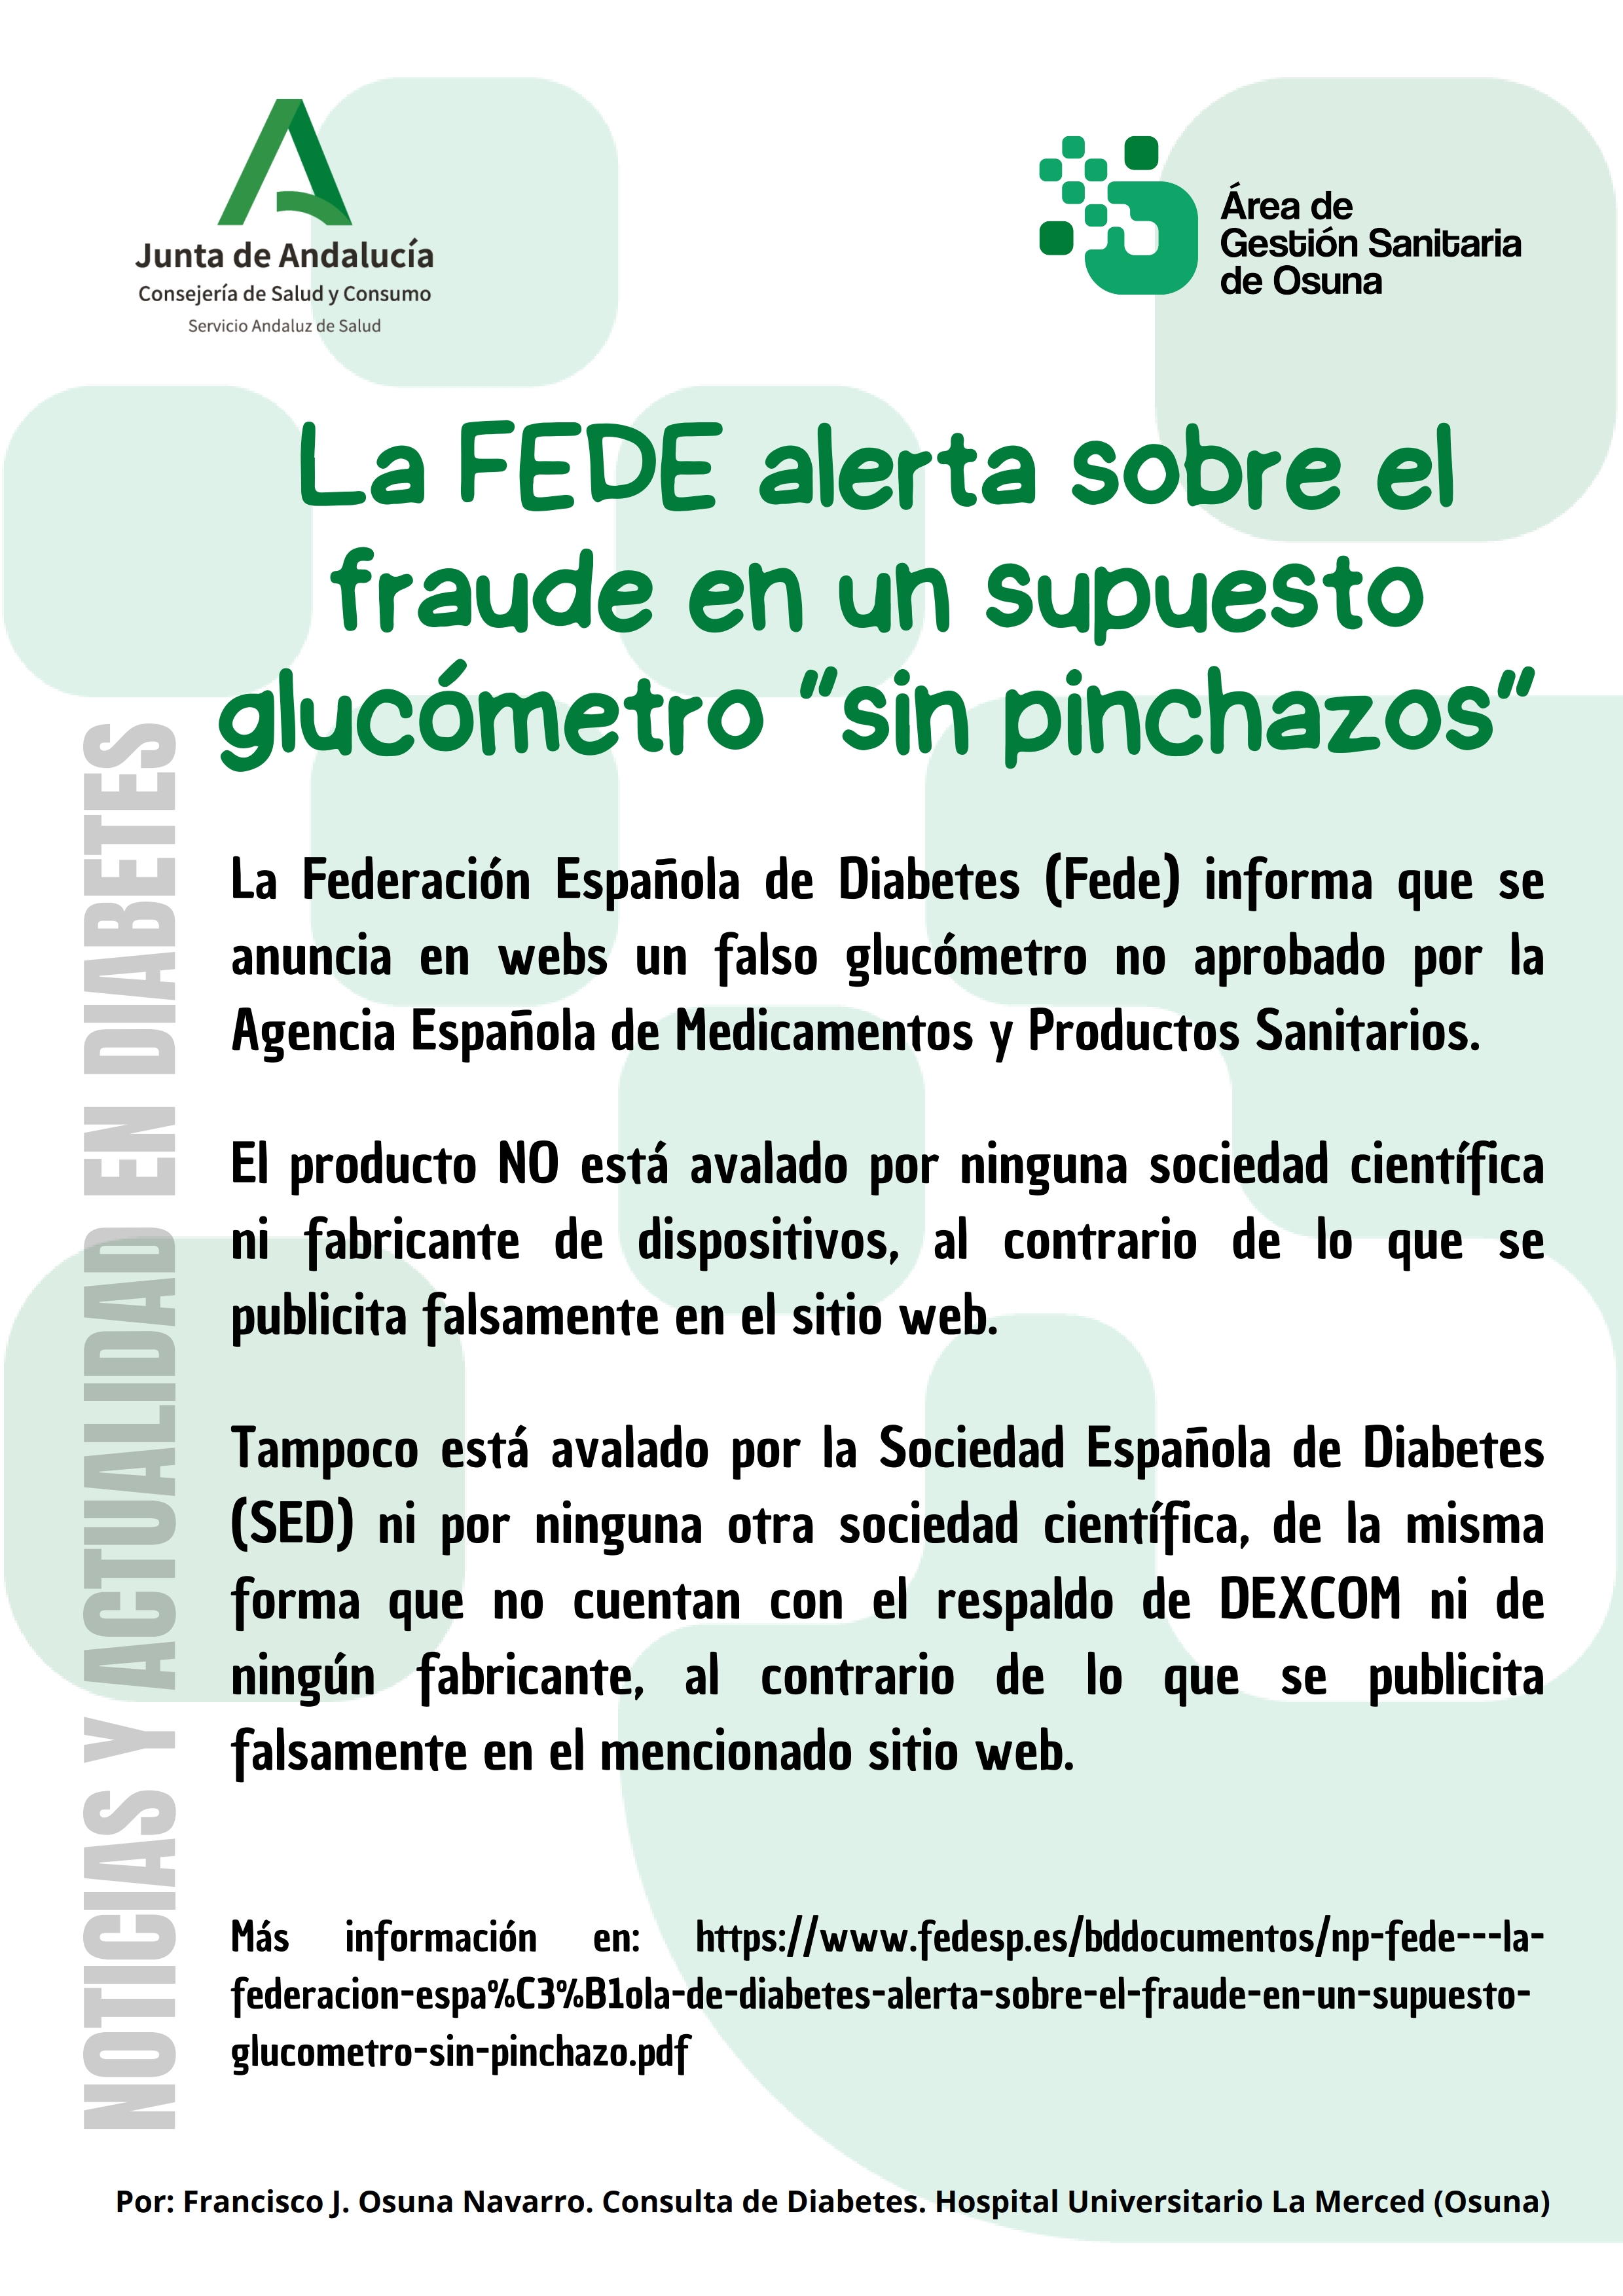 Junta de Andalucía
Consejería de Salud y Consumo
Servicio Andaluz de Salud
Área de
Gestión Sanitaria
de Osuna
La FEDE alerta sobre el
fraude en un supuesto
glucómetro "sin pinchazos"
NOTICIAS Y ACTUALIDAD EN DIABETES
La Federación Española de Diabetes (Fede) informa que se
anuncia en webs un falso glucómetro no aprobado por la
Agencia Española de Medicamentos y Productos Sanitarios.
El producto NO está avalado por ninguna sociedad científica
ni fabricante de dispositivos, al contrario de lo que se
publicita falsamente en el sitio web.
Tampoco está avalado por la Sociedad Española de Diabetes
(SED) ni por ninguna otra sociedad científica, de la misma
forma que no cuentan con el respaldo de DEXCOM ni de
ningún fabricante, al contrario de lo que se publicita
falsamente en el mencionado sitio web.
Más información en: https://www.fedesp.es/bddocumentos/np-fede---la-
federacion-espa%C3%B1ola-de-diabetes-alerta-sobre-el-fraude-en-un-supuesto-
glucometro-sin-pinchazo.pdf
Por: Francisco J. Osuna Navarro. Consulta de Diabetes. Hospital Universitario La Merced (Osuna)